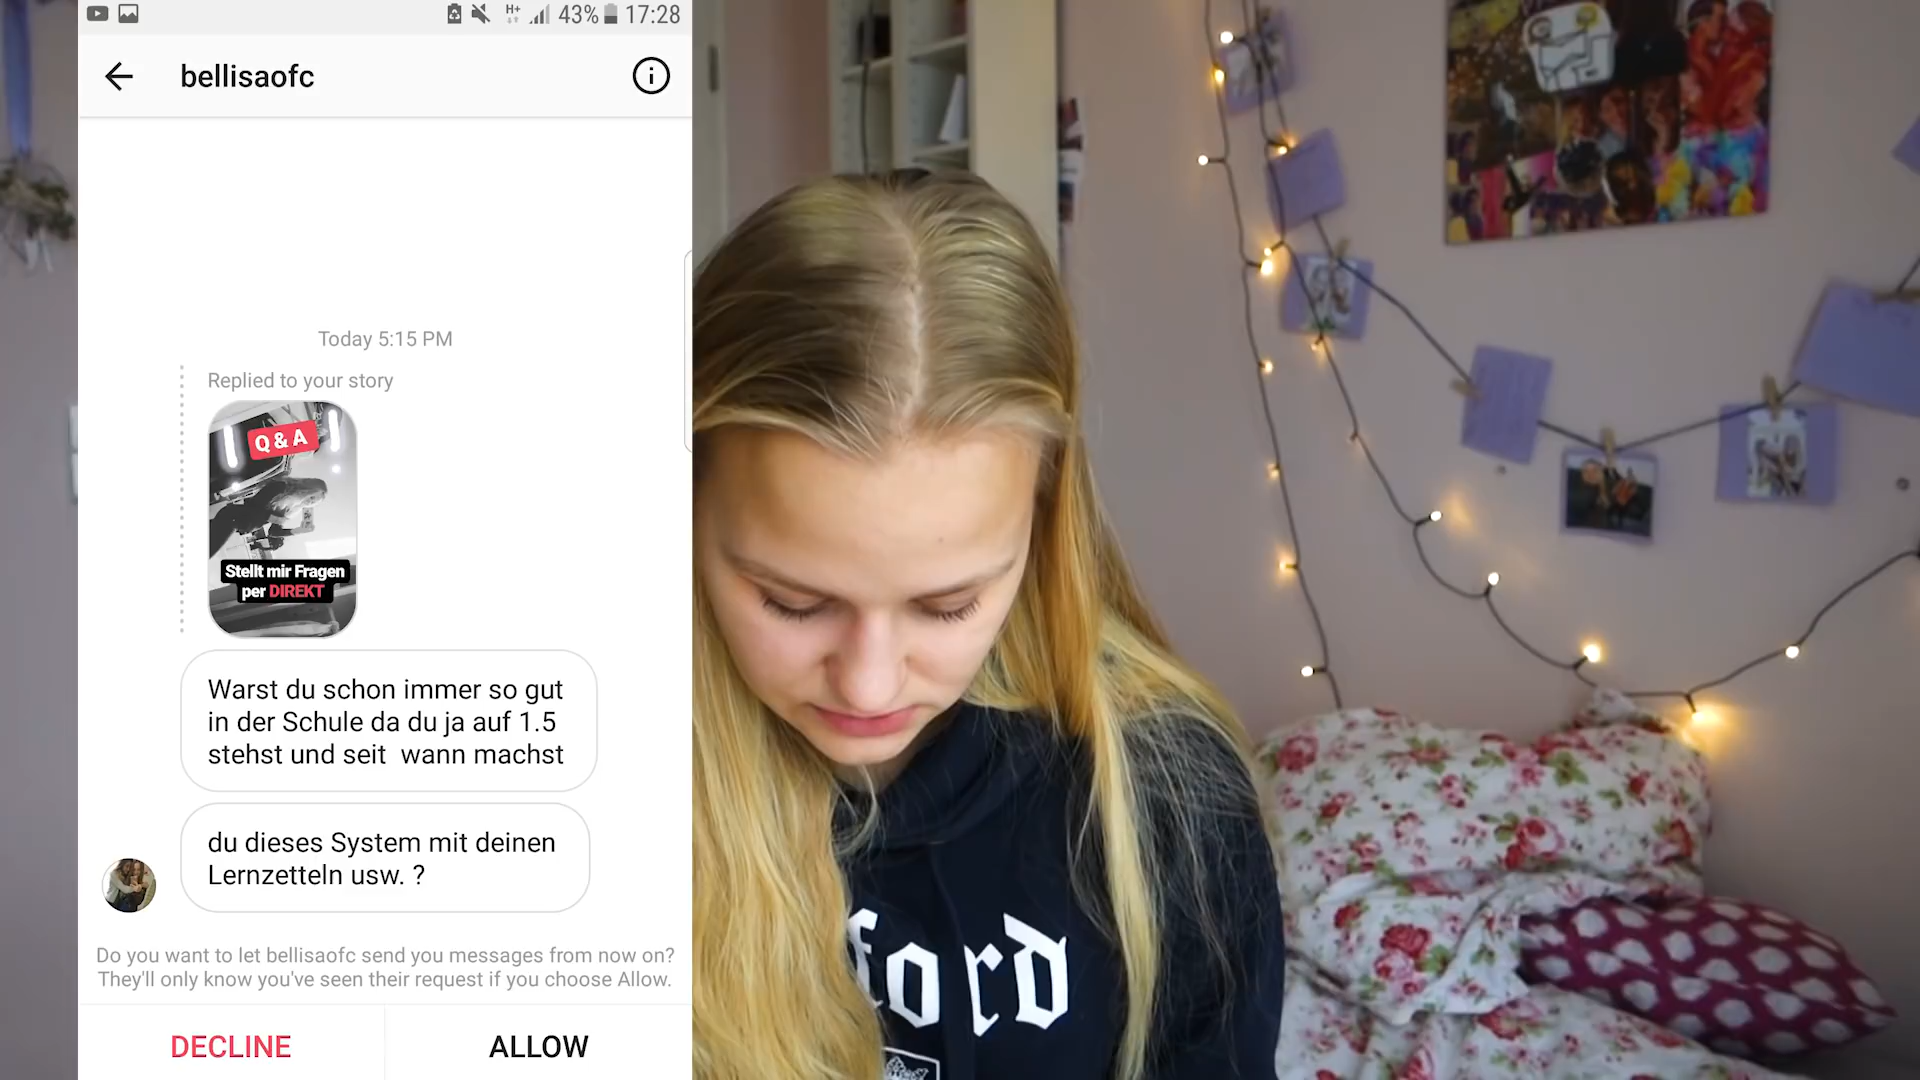 43% 17:28
bellisaofc
Today 5:15 PM
Replied to your story
Q & A
Stellt mir Fragen
per DIREKT
Warst du schon immer so gut
in der Schule da du ja auf 1.5
stehst und seit wann machst
du dieses System mit deinen
Lernzetteln usw. ?
Do you want to let bellisaofc send you messages from now on?
They'll only know you've seen their request if you choose Allow.
DECLINE
ALLOW
ford